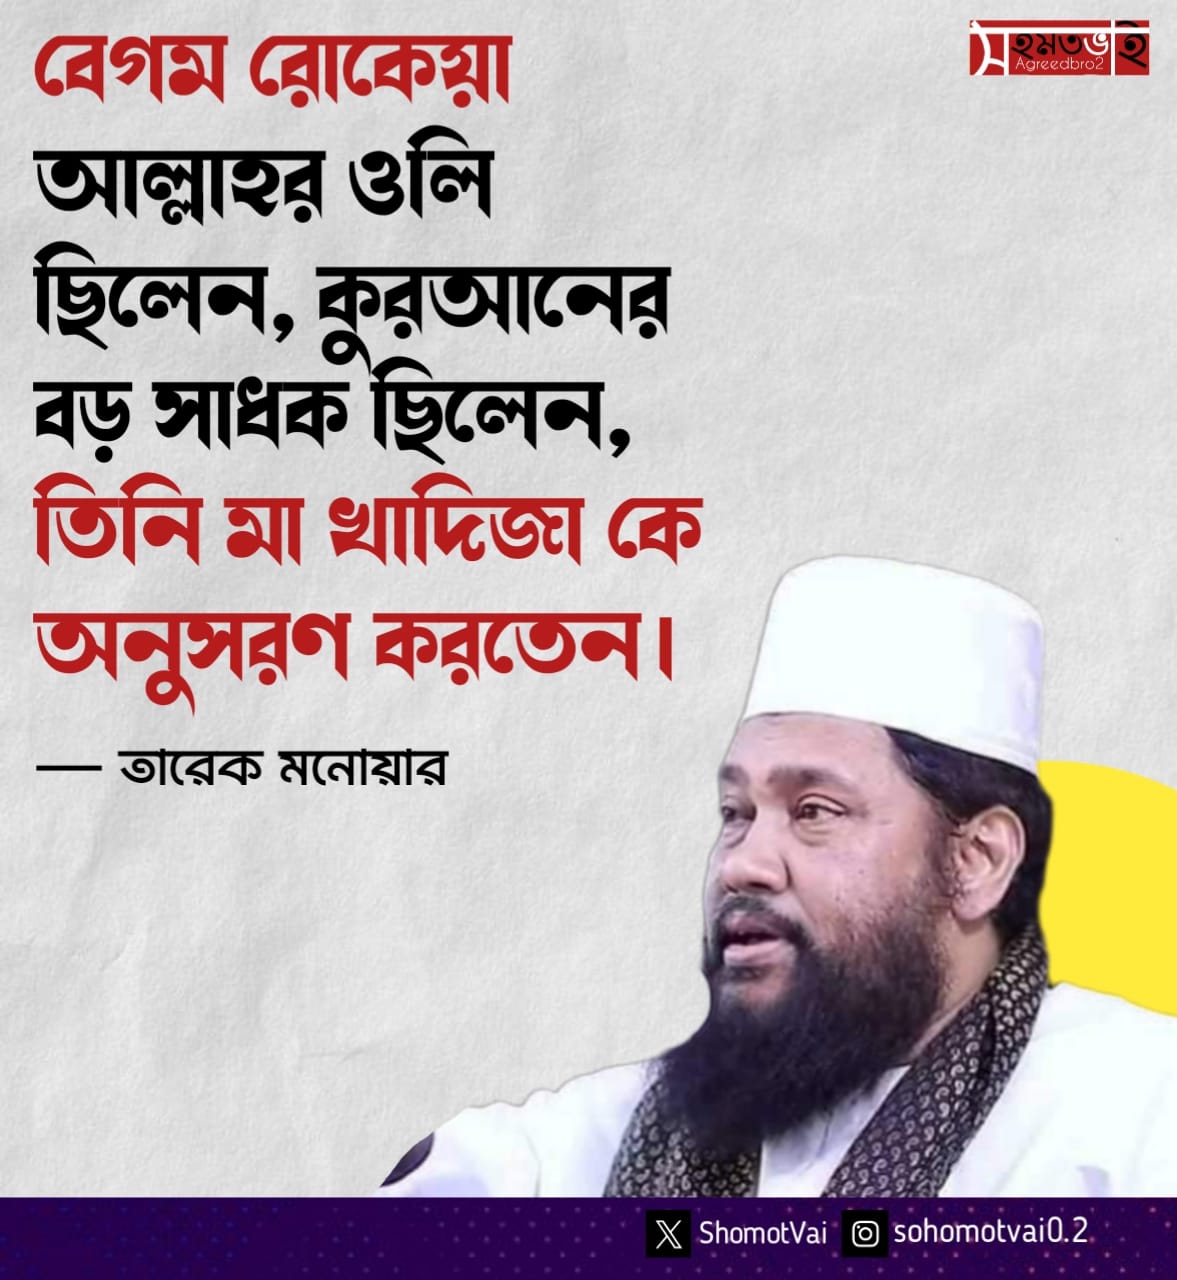 বেগম রোকেয়া
আল্লাহর ওলি
ছিলেন, কুরআনের
বড় সাধক ছিলেন,
তিনি মা খাদিজা কে
অনুসরণ করতেন।
— তারেক মনোয়ার
সহমতভাই
Agreedbro2
ShomotVai sohomotvai0.2